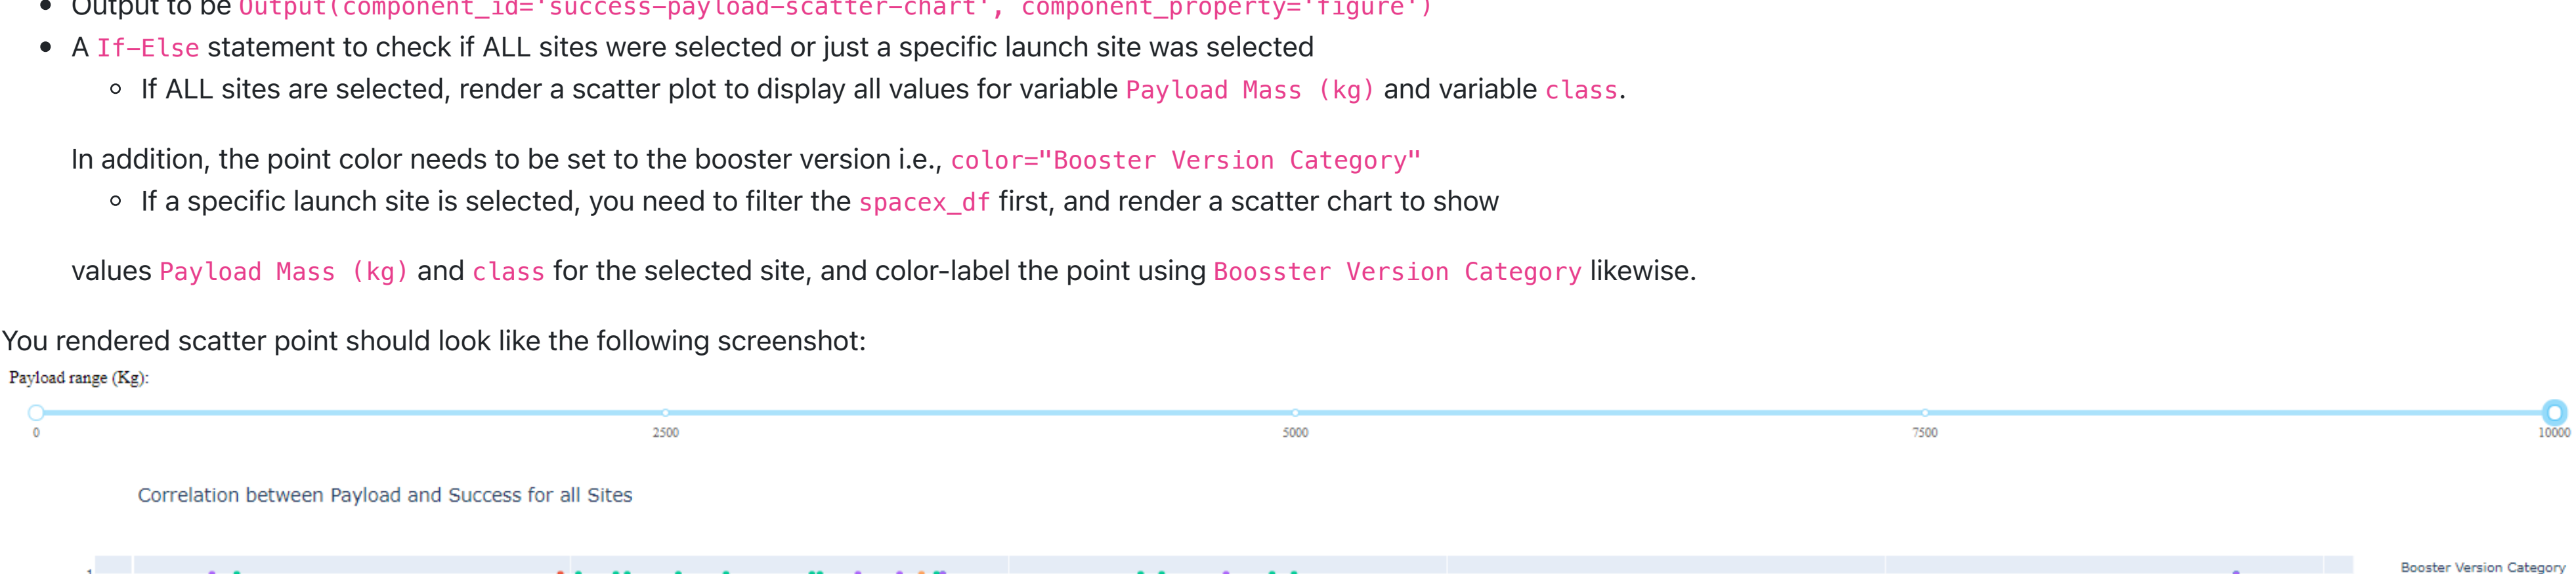 Output to be Output(component_id='success-payload-scatter-chart', component_property='figure')
A If-Else statement to check if ALL sites were selected or just a specific launch site was selected
If ALL sites are selected, render a scatter plot to display all values for variable Payload Mass (kg) and variable class.
In addition, the point color needs to be set to the booster version i.e., color="Booster Version Category"
If a specific launch site is selected, you need to filter the spacex_df first, and render a scatter chart to show
values Payload Mass (kg) and class for the selected site, and color-label the point using Boosster Version Category likewise.
You rendered scatter point should look like the following screenshot:
Payload range (Kg):
0 2500 5000 7500 10000
Correlation between Payload and Success for all Sites
1
Booster Version Category